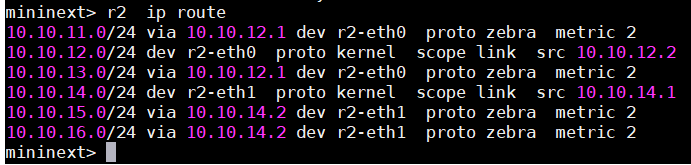 mininext> r2  ip route
10.10.11.0/24 via 10.10.12.1 dev r2-eth0  proto zebra  metric 2
10.10.12.0/24 dev r2-eth0  proto kernel  scope link  src 10.10.12.2
10.10.13.0/24 via 10.10.12.1 dev r2-eth0  proto zebra  metric 2
10.10.14.0/24 dev r2-eth1  proto kernel  scope link  src 10.10.14.1
10.10.15.0/24 via 10.10.14.2 dev r2-eth1  proto zebra  metric 2
10.10.16.0/24 via 10.10.14.2 dev r2-eth1  proto zebra  metric 2
mininext>